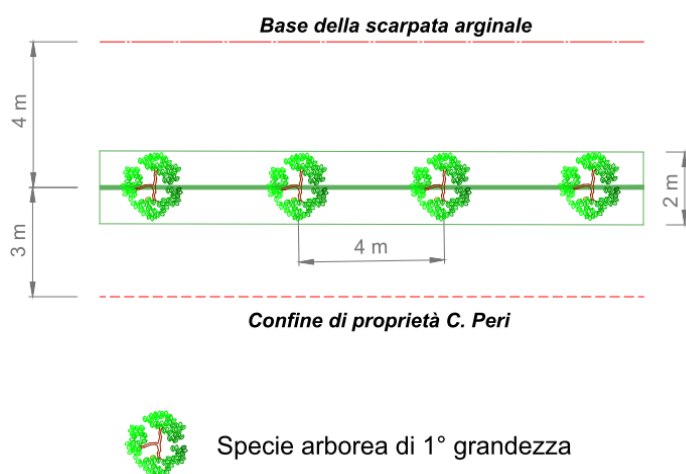 Base della scarpata arginale
4 m
2 m
4 m
3 m
Confine di proprietà C. Peri
Specie arborea di 1° grandezza